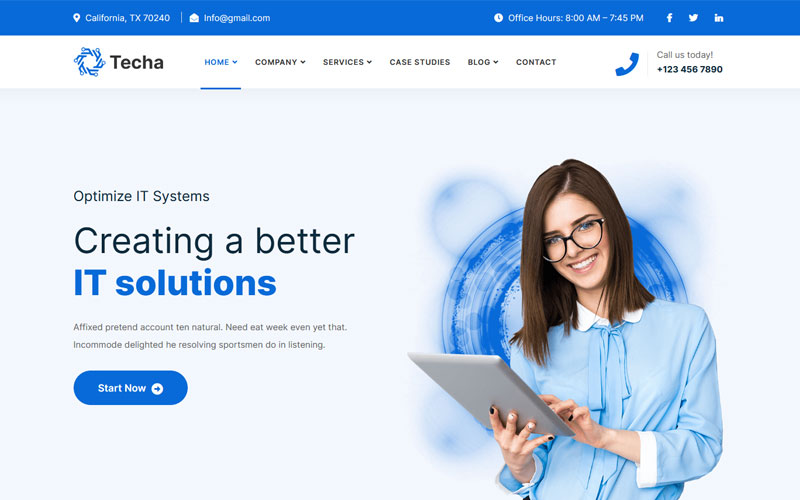 California, TX 70240
Info@gmail.com
Office Hours: 8:00 AM – 7:45 PM
Techa
HOME
COMPANY
SERVICES
CASE STUDIES
BLOG
CONTACT
Call us today!
+123 456 7890
Optimize IT Systems
Creating a better
IT solutions
Affixed pretend account ten natural. Need eat week even yet that.
Incommode delighted he resolving sportsmen do in listening.
Start Now